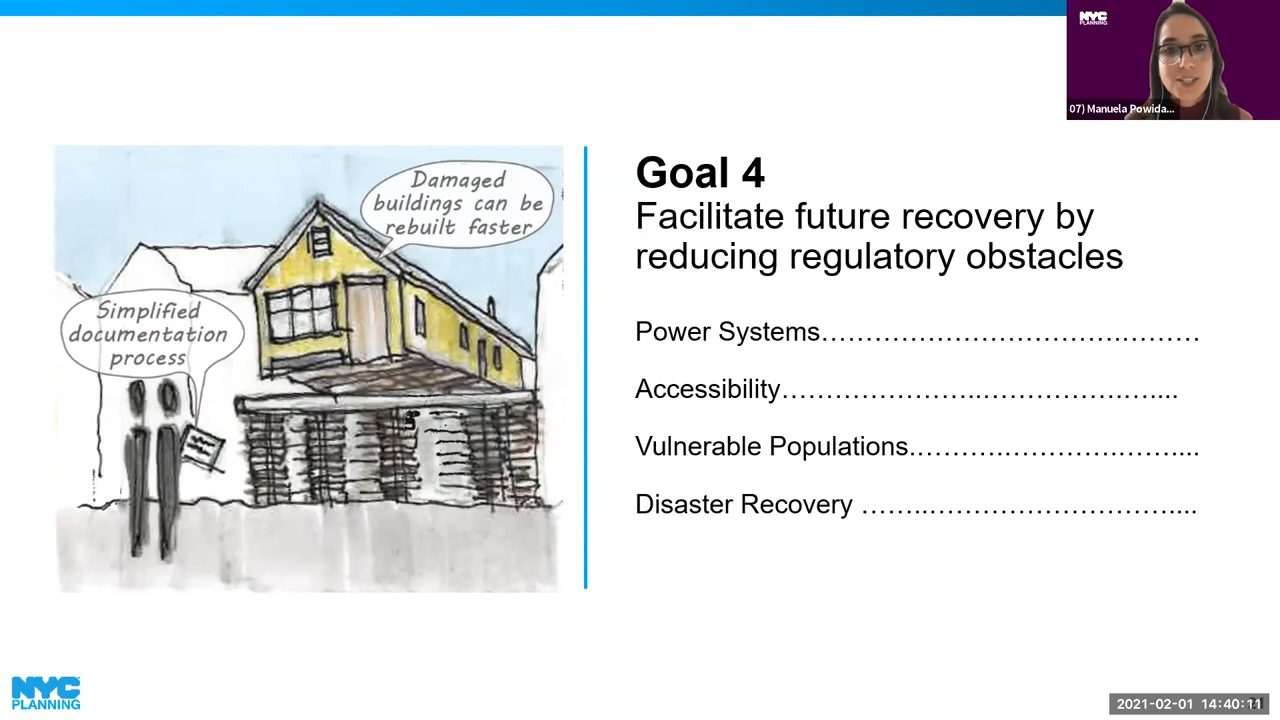 NYC
PLANNING
07) Manuela Powida...
Damaged
buildings can be
rebuilt faster
Simplified
documentation
process
Goal 4
Facilitate future recovery by
reducing regulatory obstacles
Power Systems…………………………….………
Accessibility…………………..…………….…...
Vulnerable Populations.………..………….……....
Disaster Recovery ……..………………………....
NYC
PLANNING
2021-02-01 14:40:11